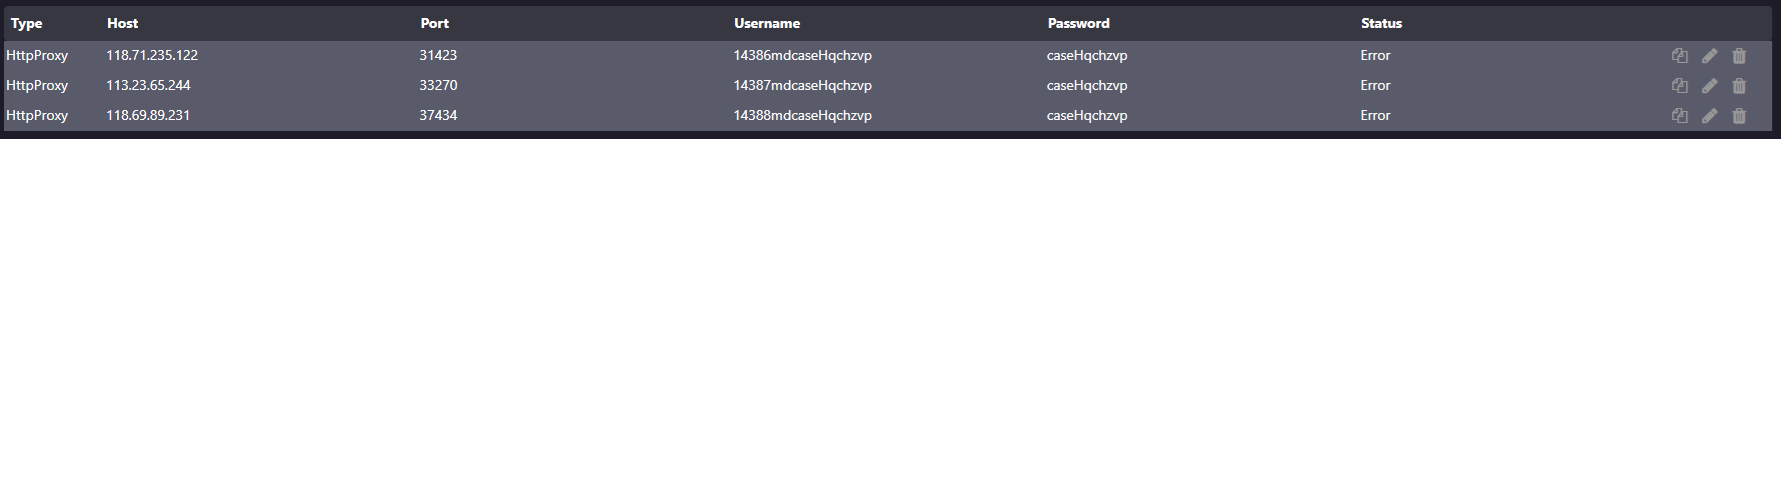 Type Host Port Username Password Status
HttpProxy 118.71.235.122 31423 14386mdcaseHqchzvp caseHqchzvp Error
HttpProxy 113.23.65.244 33270 14387mdcaseHqchzvp caseHqchzvp Error
HttpProxy 118.69.89.231 37434 14388mdcaseHqchzvp caseHqchzvp Error